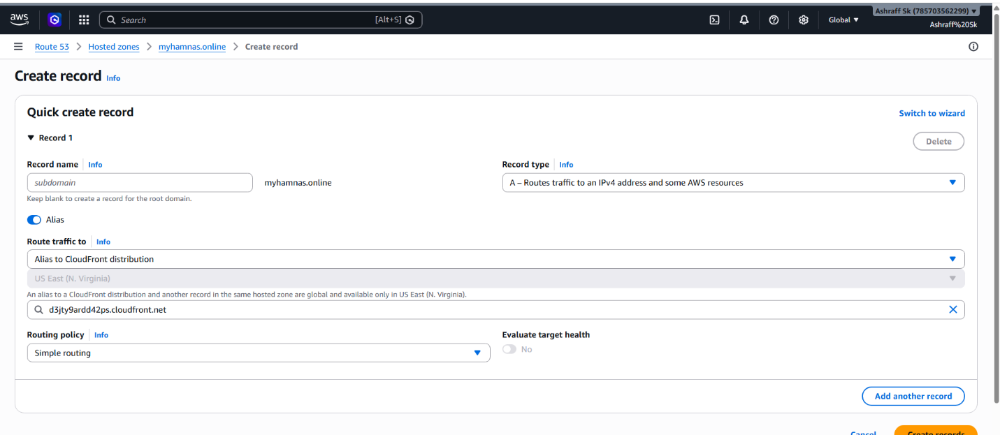 aws Search [Alt+S] Global Ashraff Sk (785703562299)
Ashraff%20Sk
Route 53 > Hosted zones > myhamnas.online > Create record
Create record Info
Quick create record Switch to wizard
Record 1 Delete
Record name Info Record type Info
subdomain myhamnas.online A – Routes traffic to an IPv4 address and some AWS resources
Keep blank to create a record for the root domain.
Alias
Route traffic to Info
Alias to CloudFront distribution
US East (N. Virginia)
An alias to a CloudFront distribution and another record in the same hosted zone are global and available only in US East (N. Virginia).
d3jty9ardd42ps.cloudfront.net
Routing policy Info Evaluate target health
Simple routing No
Add another record
Cancel Create records